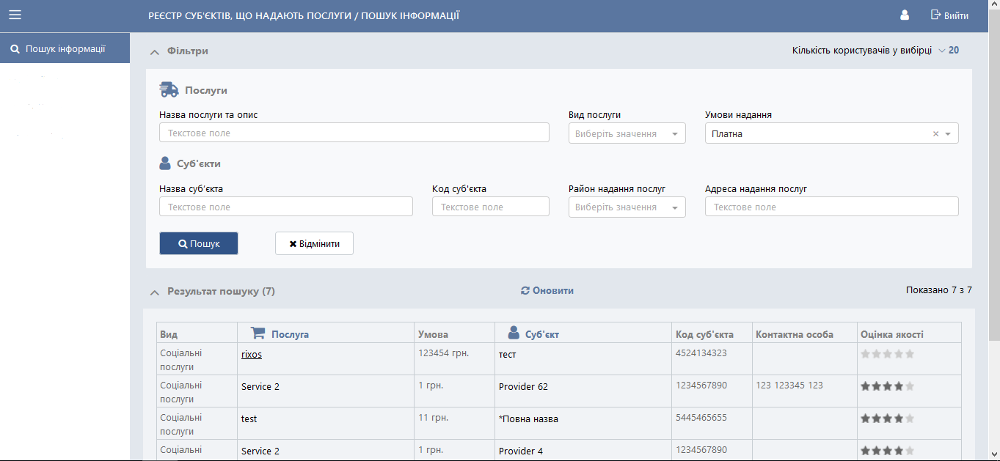 РЕЄСТР СУБ'ЄКТІВ, ЩО НАДАЮТЬ ПОСЛУГИ / ПОШУК ІНФОРМАЦІЇ Вийти
Пошук інформації
Фільтри Кількість користувачів у вибірці 20
Послуги
Назва послуги та опис Вид послуги Умови надання
Текстове поле Виберіть значення Платна
Суб'єкти
Назва суб'єкта Код суб'єкта Район надання послуг Адреса надання послуг
Текстове поле Текстове поле Виберіть значення Текстове поле
Пошук Відмінити
Результат пошуку (7) Оновити Показано 7 з 7
Вид Послуга Умова Суб'єкт Код суб'єкта Контактна особа Оцінка якості
Соціальні послуги rixos 123454 грн. тест 4524134323
Соціальні послуги Service 2 1 грн. Provider 62 1234567890 123 123345 123
Соціальні послуги test 11 грн. *Повна назва 5445465655
Соціальні Service 2 1 грн. Provider 4 1234567890